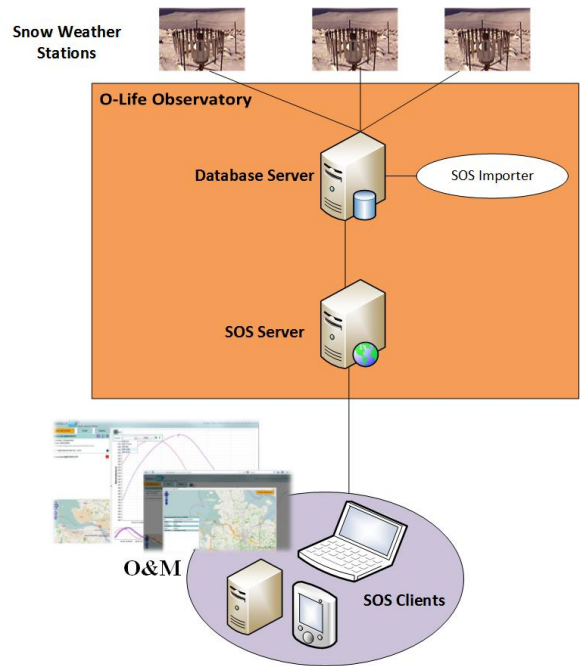 Snow Weather
Stations
O-Life Observatory
Database Server
SOS Importer
SOS Server
O&M
SOS Clients